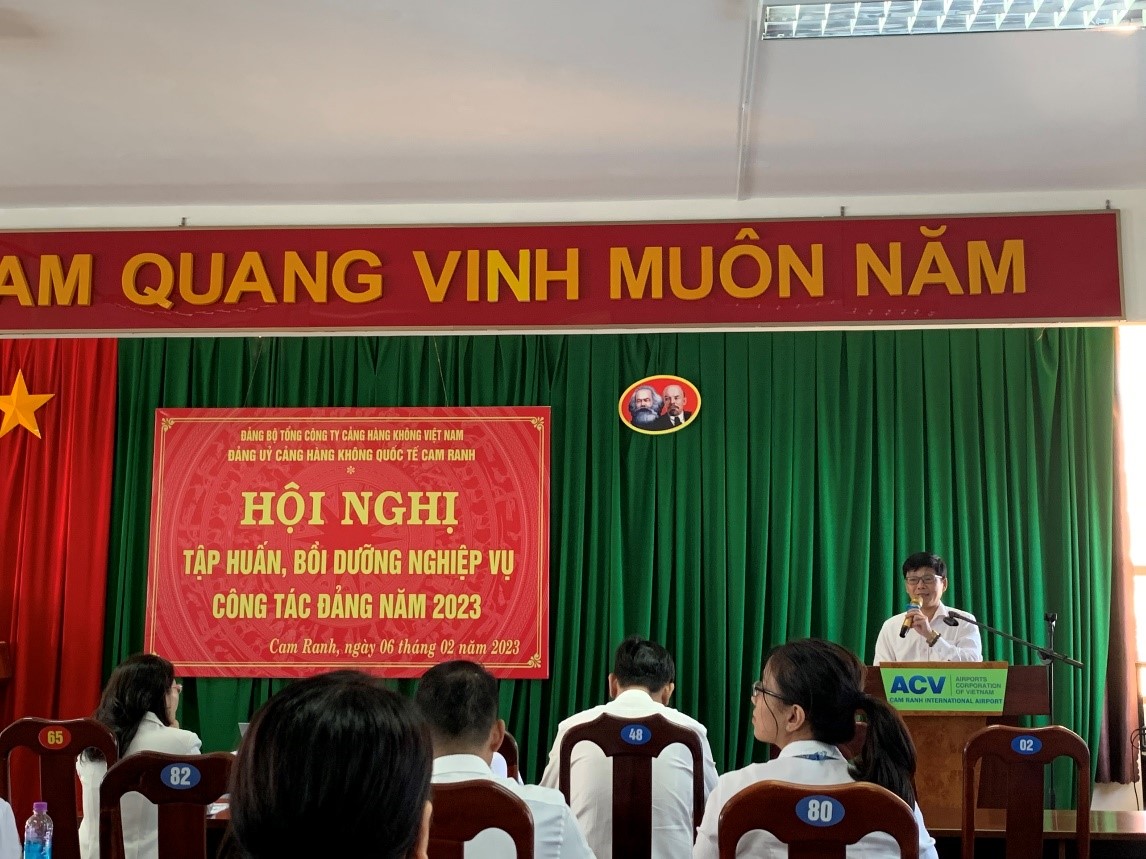 AM QUANG VINH MUÔN NĂM
ĐẢNG BỘ TỔNG CÔNG TY CẢNG HÀNG KHÔNG VIỆT NAM
ĐẢNG UỶ CẢNG HÀNG KHÔNG QUỐC TẾ CAM RANH
*
HỘI NGHỊ
TẬP HUẤN, BỒI DƯỠNG NGHIỆP VỤ
CÔNG TÁC ĐẢNG NĂM 2023
Cam Ranh, ngày 06 tháng 02 năm 2023
ACV
AIRPORTS
CORPORATION
OF VIETNAM
CAM RANH INTERNATIONAL AIRPORT
65
82
48
80
02